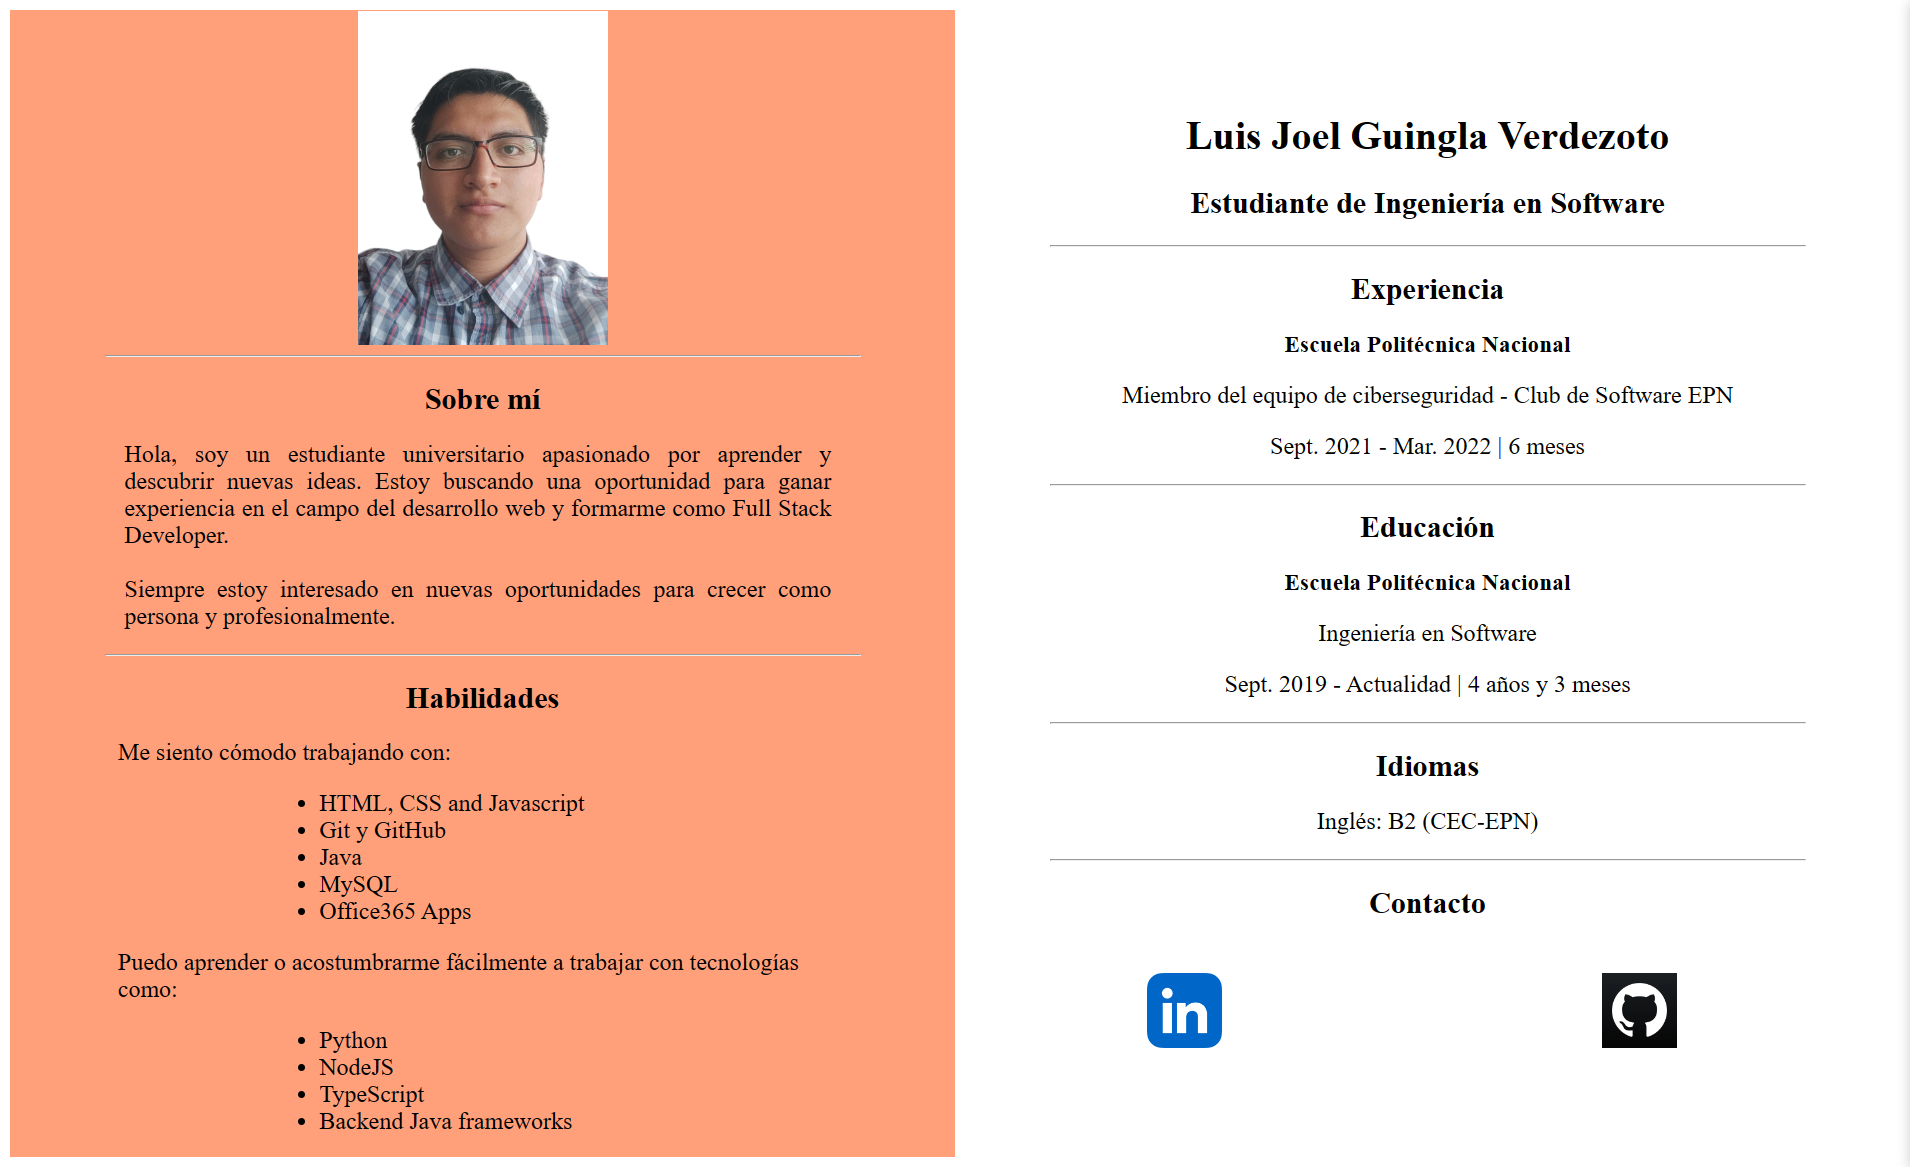 Sobre mí
Hola, soy un estudiante universitario apasionado por aprender y
descubrir nuevas ideas. Estoy buscando una oportunidad para ganar
experiencia en el campo del desarrollo web y formarme como Full Stack
Developer.
Siempre estoy interesado en nuevas oportunidades para crecer como
persona y profesionalmente.
Habilidades
Me siento cómodo trabajando con:
• HTML, CSS and Javascript
• Git y GitHub
• Java
• MySQL
• Office365 Apps
Puedo aprender o acostumbrarme fácilmente a trabajar con tecnologías
como:
• Python
• NodeJS
• TypeScript
• Backend Java frameworks
Luis Joel Guingla Verdezoto
Estudiante de Ingeniería en Software
Experiencia
Escuela Politécnica Nacional
Miembro del equipo de ciberseguridad - Club de Software EPN
Sept. 2021 - Mar. 2022 | 6 meses
Educación
Escuela Politécnica Nacional
Ingeniería en Software
Sept. 2019 - Actualidad | 4 años y 3 meses
Idiomas
Inglés: B2 (CEC-EPN)
Contacto
in